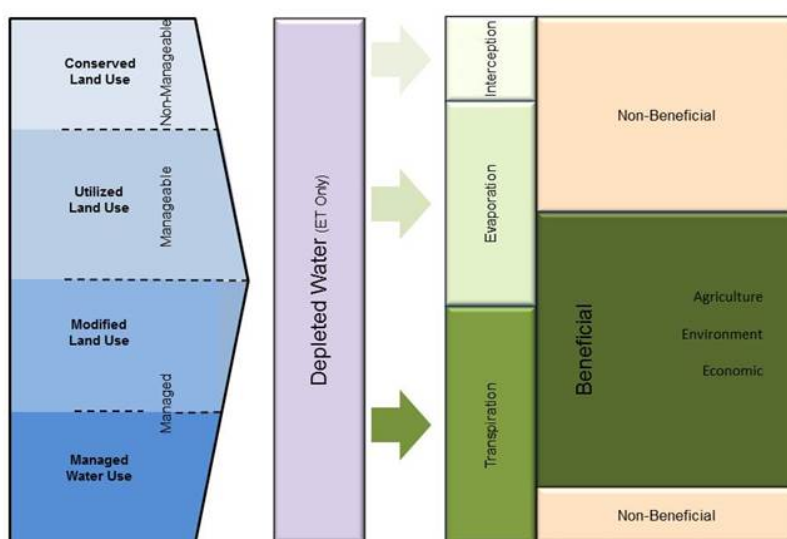 Conserved
Land Use
Non-Manageable
Utilized
Land Use
Manageable
Modified
Land Use
Managed
Managed
Water Use
Depleted Water (ET Only)
Interception
Evaporation
Transpiration
Non-Beneficial
Beneficial
Agriculture
Environment
Economic
Non-Beneficial